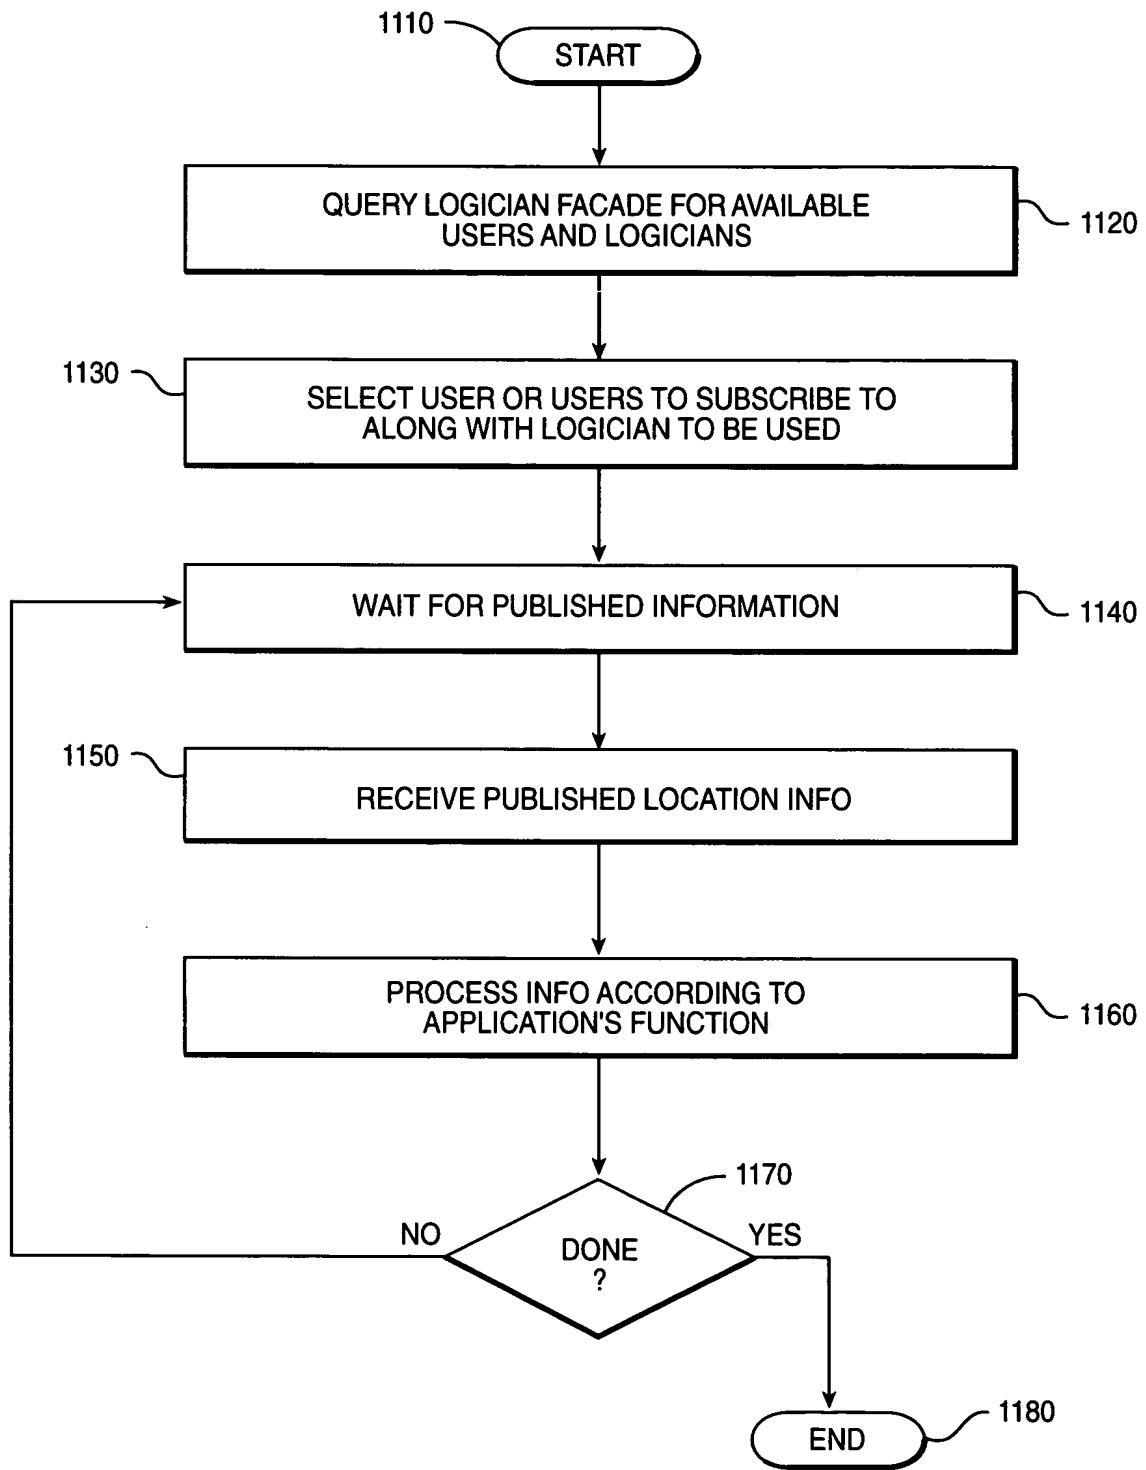 1110
START
QUERY LOGICIAN FACADE FOR AVAILABLE
USERS AND LOGICIANS
1120
1130
SELECT USER OR USERS TO SUBSCRIBE TO
ALONG WITH LOGICIAN TO BE USED
WAIT FOR PUBLISHED INFORMATION
1140
1150
RECEIVE PUBLISHED LOCATION INFO
PROCESS INFO ACCORDING TO
APPLICATION'S FUNCTION
1160
1170
NO
DONE
?
YES
END
1180